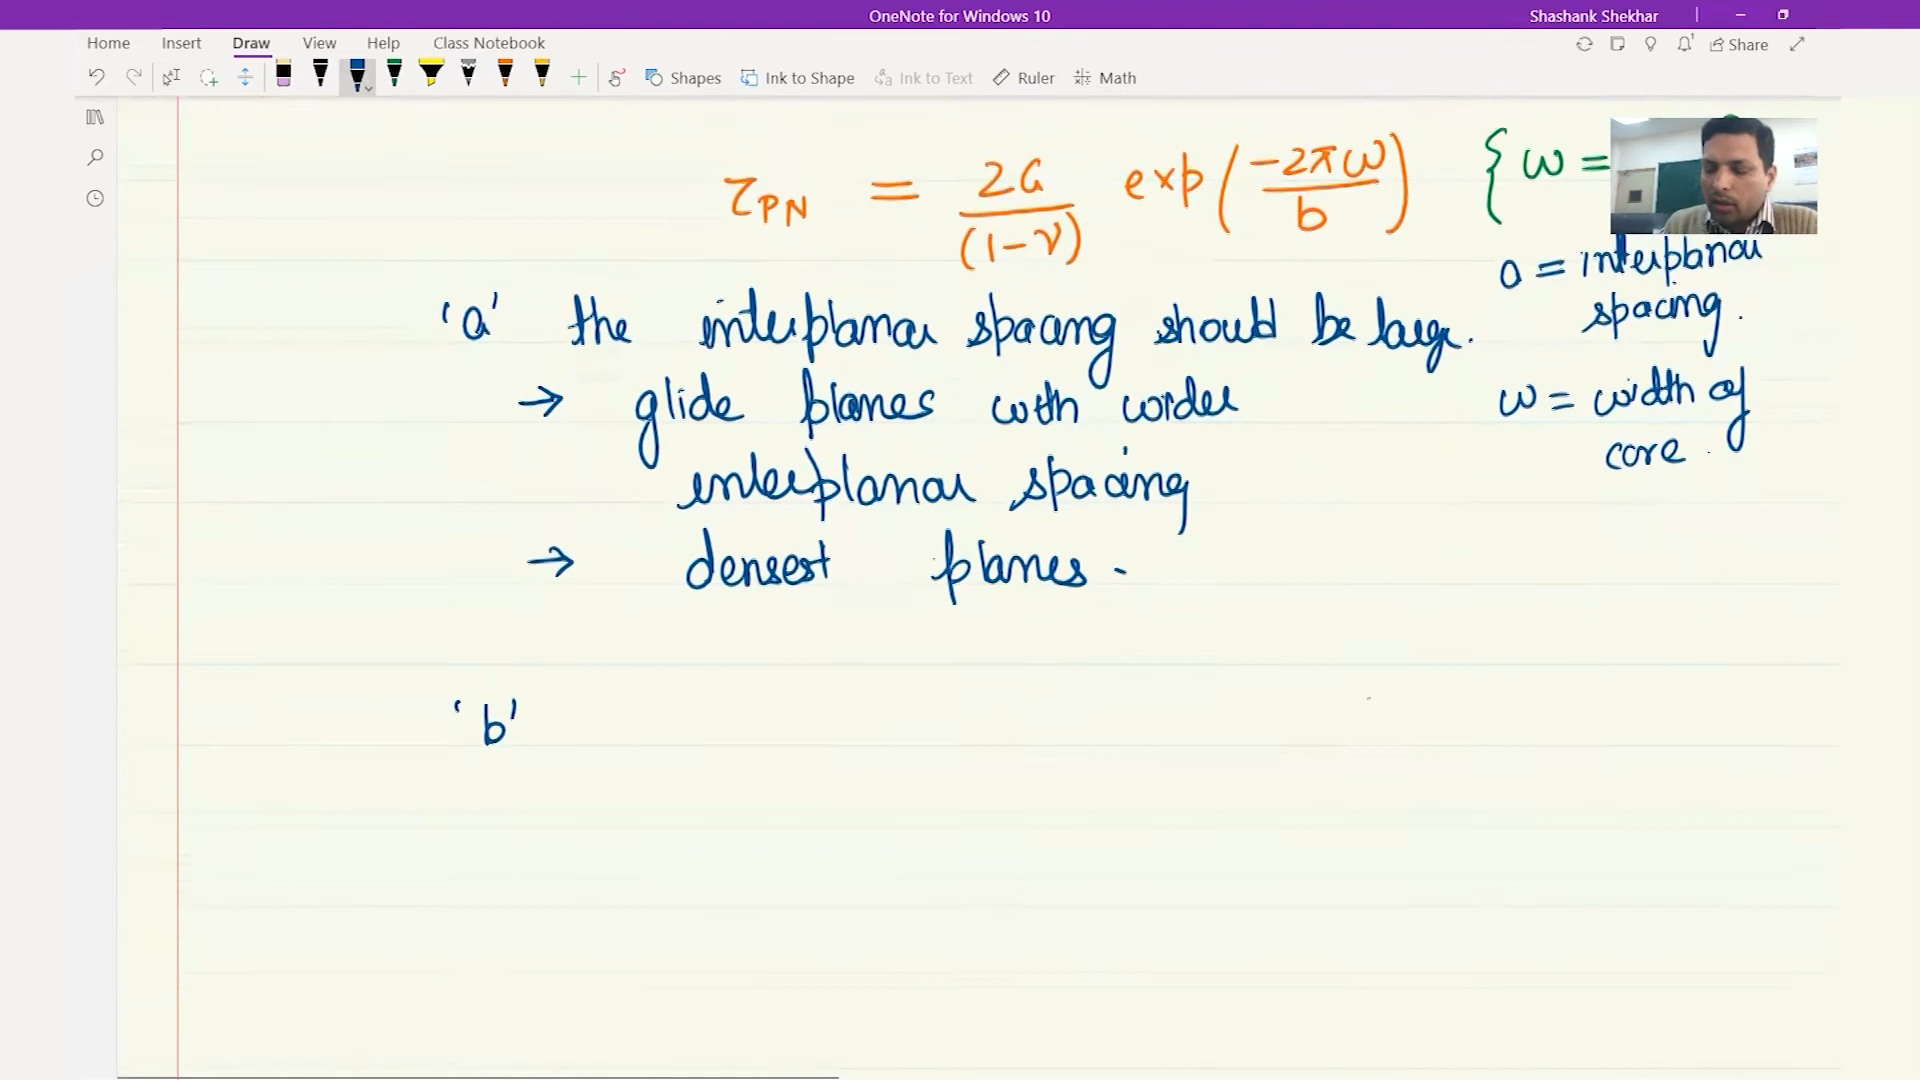 OneNote for Windows 10
Shashank Shekhar
Home Insert Draw View Help Class Notebook
Share
Shapes Ink to Shape Ink to Text Ruler Math
τPN = 2G/(1-ν) exp(-2πω/b) { ω =
a = interplanar
spacing.
'a' the interplanar spacing should be large.
→ glide planes with wider
interplanar spacing
→ densest planes.
w = width of
core.
'b'